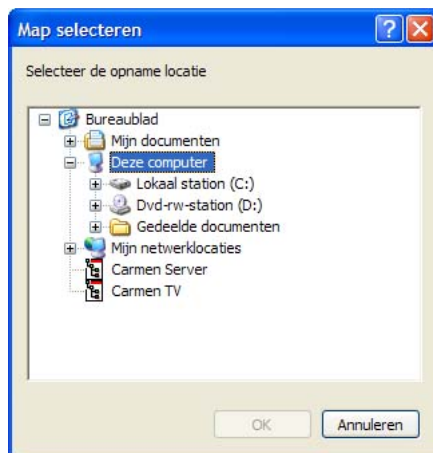 Map selecteren
Selecteer de opname locatie
Bureaublad
Mijn documenten
Deze computer
Lokaal station (C:)
Dvd-rw-station (D:)
Gedeelde documenten
Mijn netwerklocaties
Carmen Server
Carmen TV
OK Annuleren